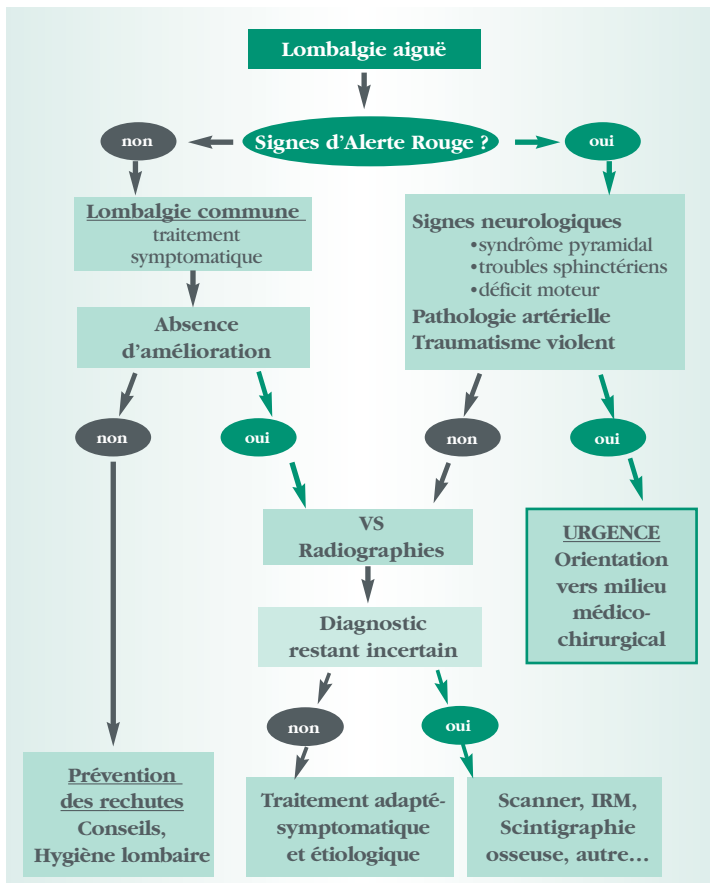 Lombalgie aiguë
non
Signes d'Alerte Rouge ?
oui
Lombalgie commune
traitement
symptomatique
Signes neurologiques
•syndrôme pyramidal
•troubles sphinctériens
•déficit moteur
Pathologie artérielle
Traumatisme violent
Absence
d'amélioration
non
oui
non
oui
VS
Radiographies
URGENCE
Orientation
vers milieu
médico-
chirurgical
Diagnostic
restant incertain
non
oui
Prévention
des rechutes
Conseils,
Hygiène lombaire
Traitement adapté-
symptomatique
et étiologique
Scanner, IRM,
Scintigraphie
osseuse, autre…